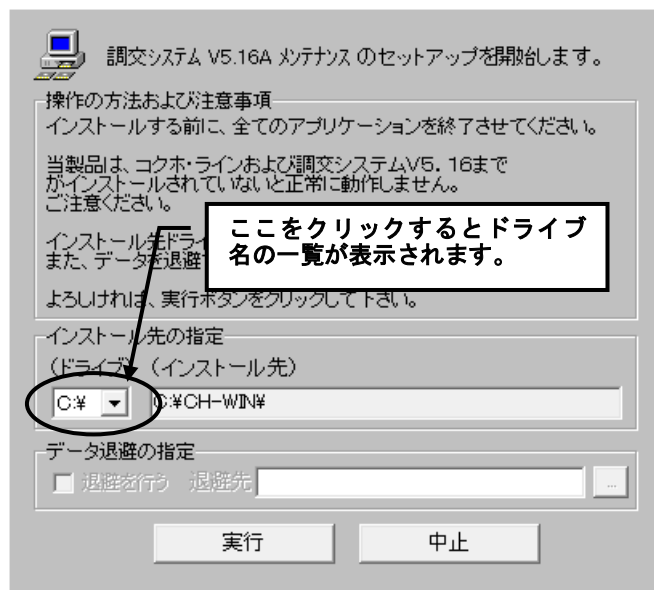 調交システム V5.16A メンテナンス のセットアップを開始します。
操作の方法および注意事項
インストールする前に、全てのアプリケーションを終了させてください。
当製品は、コクホ・ラインおよび調交システムV5．16まで
がインストールされていないと正常に動作しません。
ご注意ください。
インストール先ドライ
また、データを退避
ここをクリックするとドライブ
名の一覧が表示されます。
よろしければ、実行ボタンをクリックして下さい。
インストール先の指定
（ドライブ） （インストール先）
C:¥ C:¥CH-WIN¥
データ退避の指定
退避を行う 退避先 ...
実行 中止